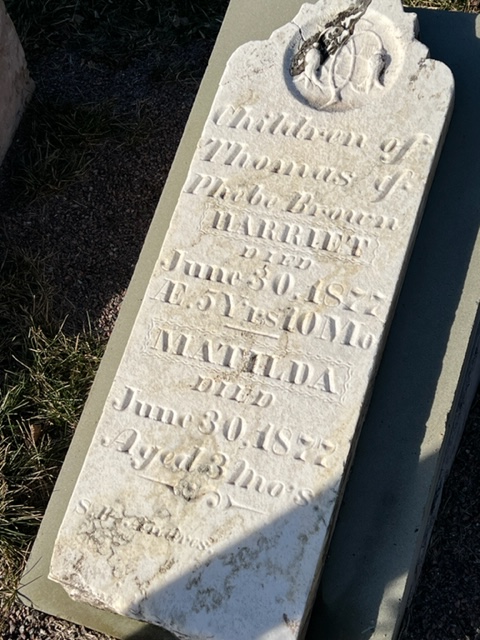 Children of
Thomas &
Phebe Brown
HARRIET
DIED
June 30, 1877
Æ. 5 Yrs 10 Mo
MATILDA
DIED
June 30, 1877
Aged 3 mo's.